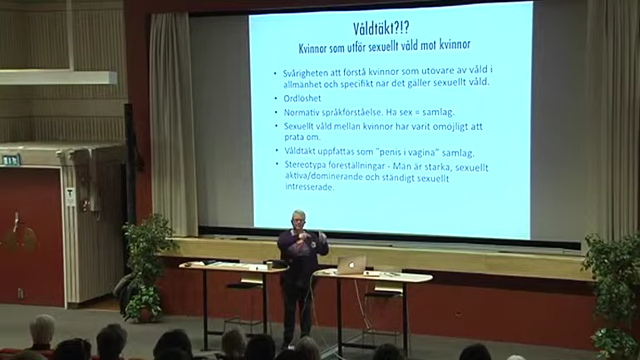 Våldtäkt?!?
Kvinnor som utför sexuellt våld mot kvinnor
• Svårigheten att förstå kvinnor som utövare av våld i
allmänhet och specifikt när det gäller sexuellt våld.
• Ordlöshet
• Normativ språkförståelse. Ha sex = samlag.
• Sexuellt våld mellan kvinnor har varit omöjligt att
prata om.
• Våldtäkt uppfattas som "penis i vagina" samlag.
• Stereotypa föreställningar - Män är starka, sexuellt
aktiva/dominerande och ständigt sexuellt
intresserade.